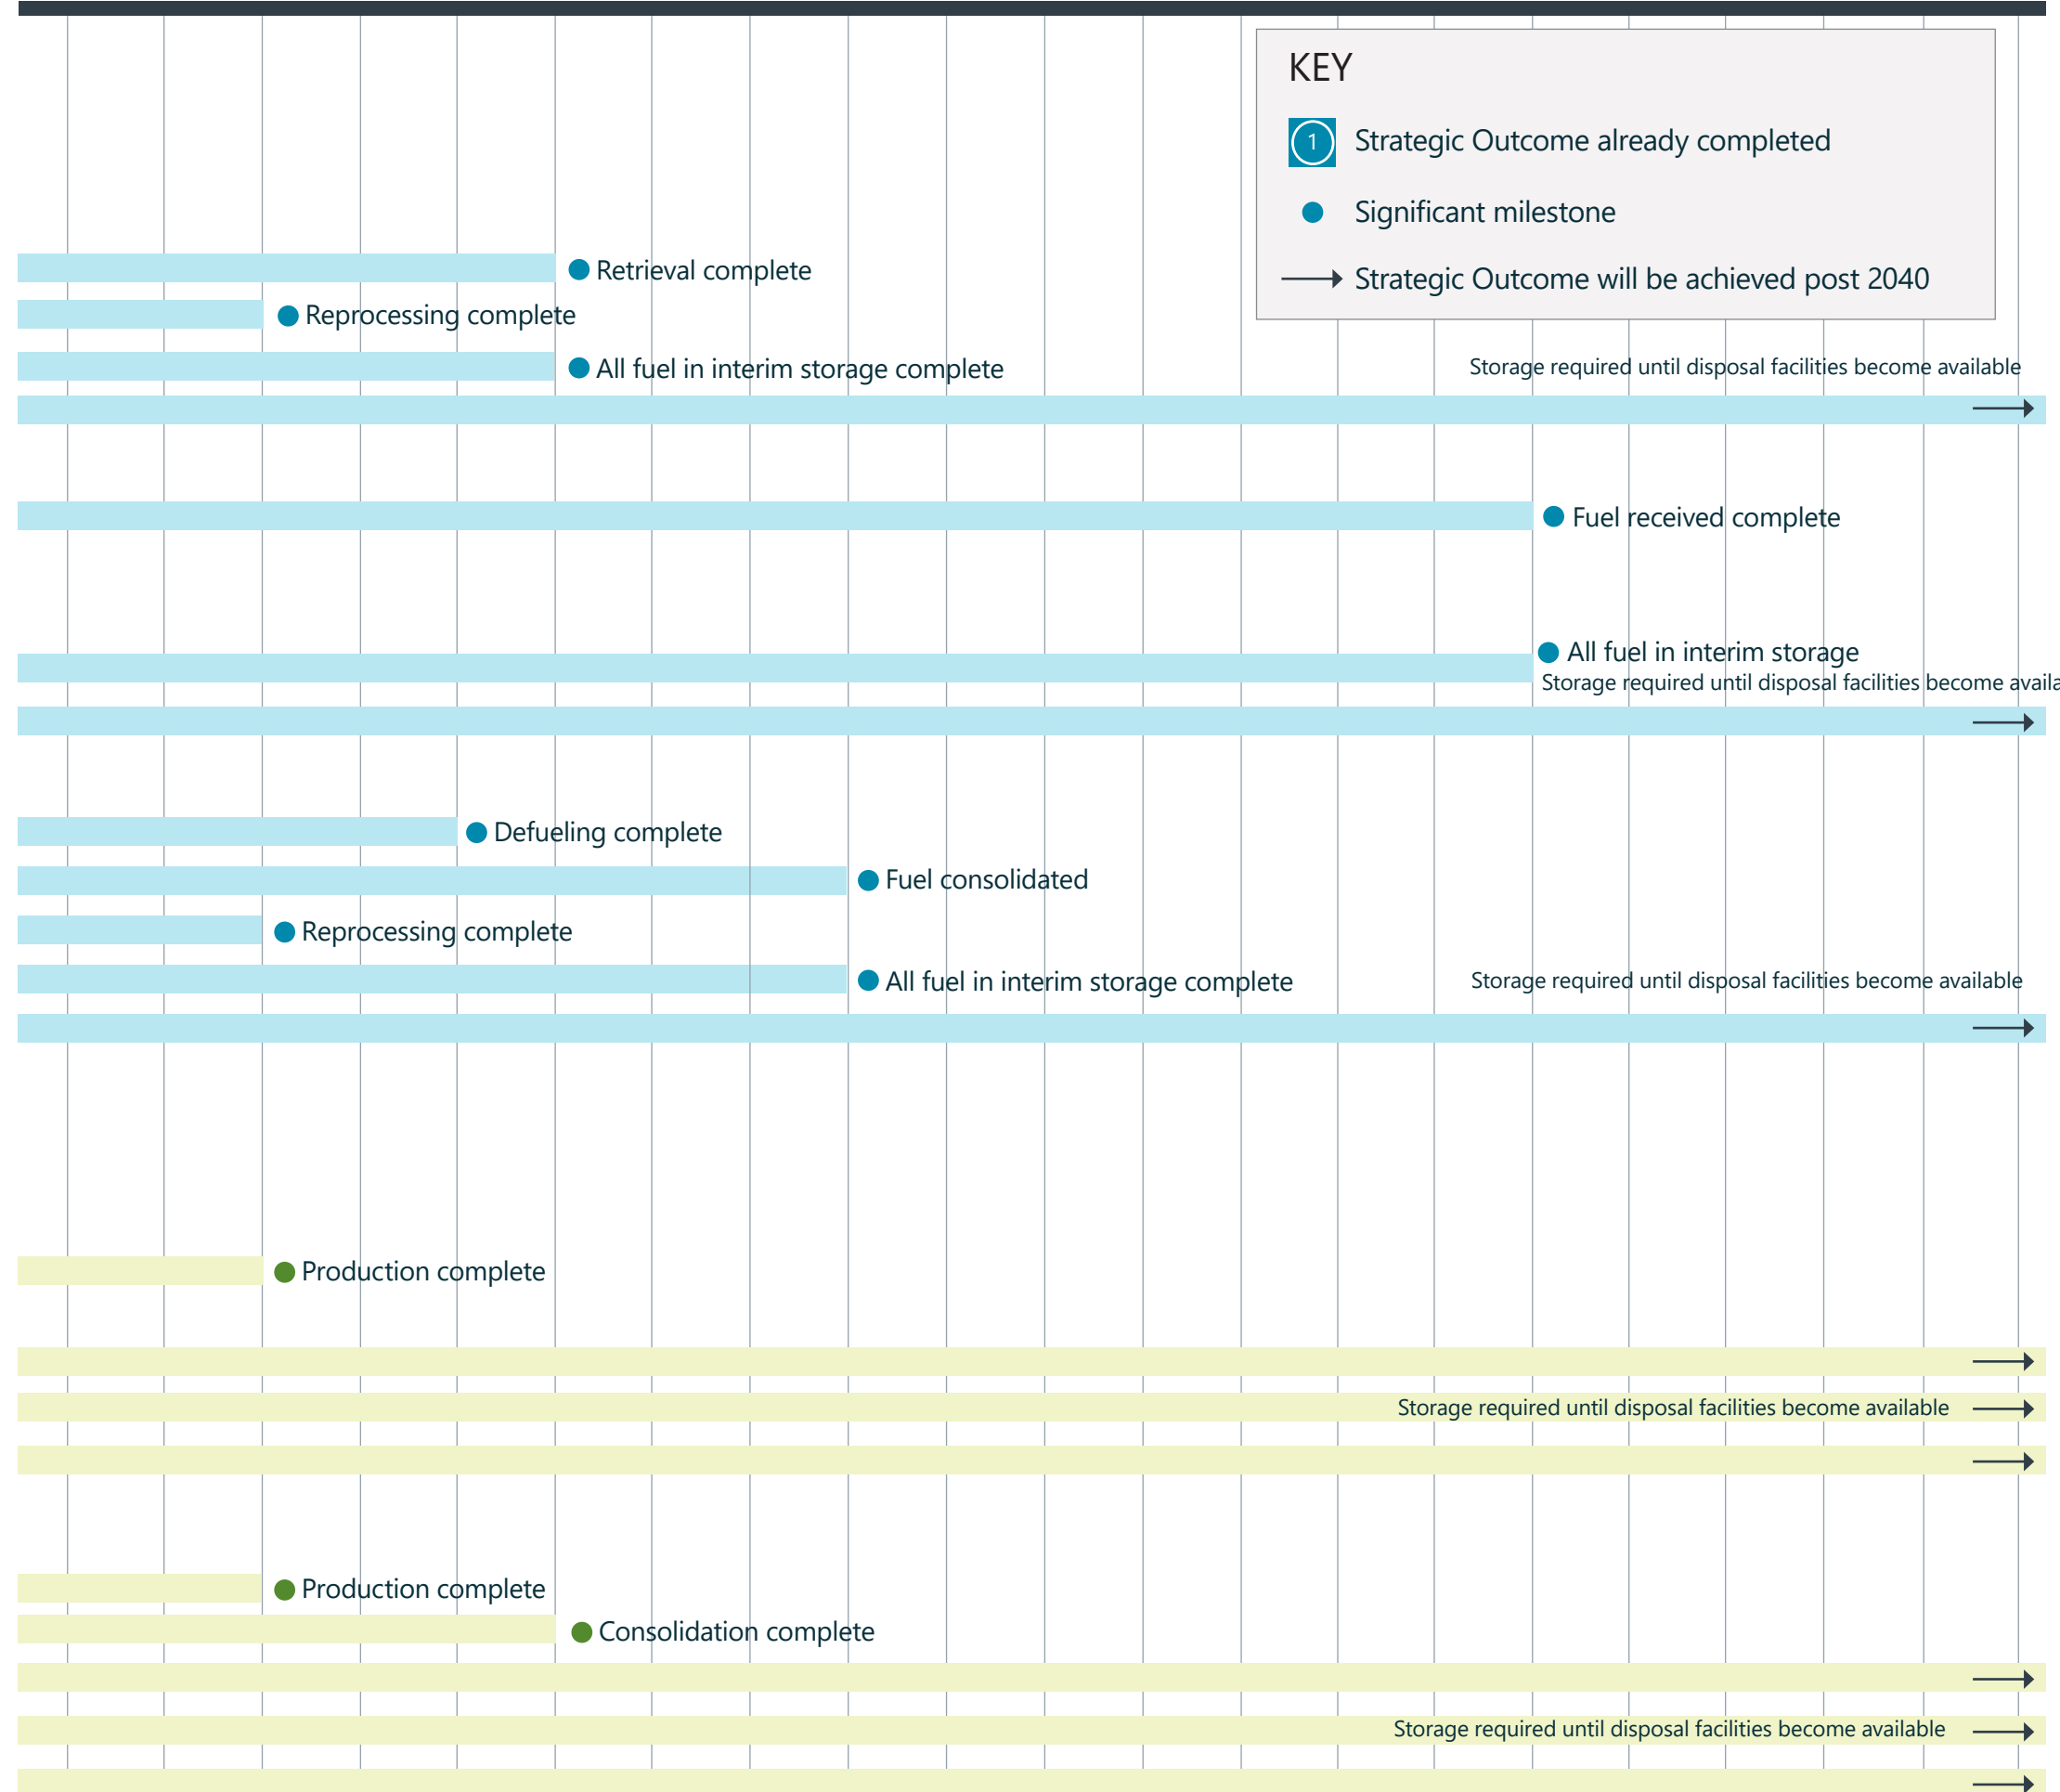 KEY
1 Strategic Outcome already completed
Significant milestone
Strategic Outcome will be achieved post 2040
Retrieval complete
Reprocessing complete
All fuel in interim storage complete
Storage required until disposal facilities become available
Fuel received complete
All fuel in interim storage
Storage required until disposal facilities become availa
Defueling complete
Fuel consolidated
Reprocessing complete
All fuel in interim storage complete
Storage required until disposal facilities become available
Production complete
Storage required until disposal facilities become available
Production complete
Consolidation complete
Storage required until disposal facilities become available